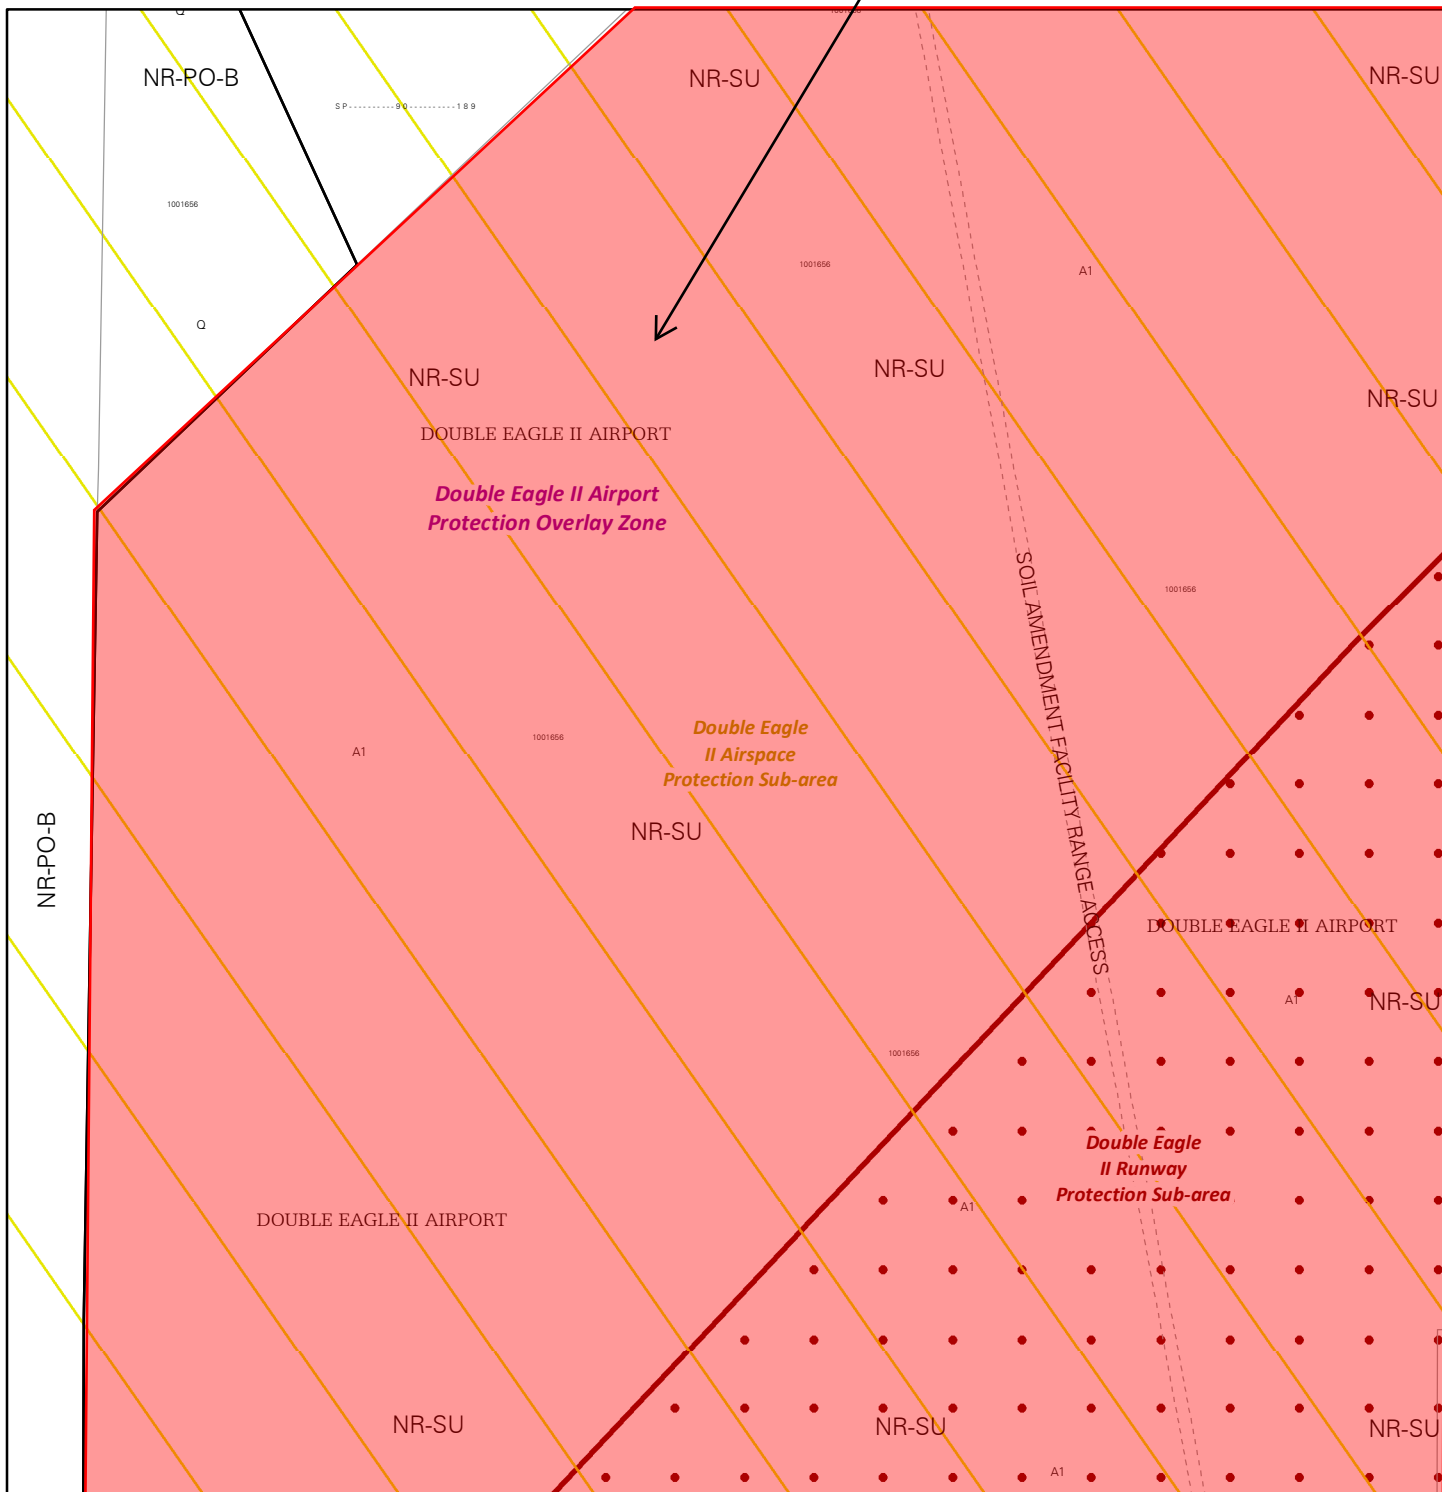 Q
1001656
NR-PO-B
NR-SU
NR-SU
SP----------90----------189
1001656
1001656
A1
Q
NR-SU
NR-SU
NR-SU
DOUBLE EAGLE II AIRPORT
Double Eagle II Airport
Protection Overlay Zone
SOIL AMENDMENT FACILITY RANGE ACCESS
1001656
Double Eagle
II Airspace
Protection Sub-area
1001656
A1
NR-SU
NR-PO-B
DOUBLE EAGLE II AIRPORT
A1
NR-SU
1001656
Double Eagle
II Runway
Protection Sub-area
A1
DOUBLE EAGLE II AIRPORT
NR-SU
NR-SU
NR-SU
A1